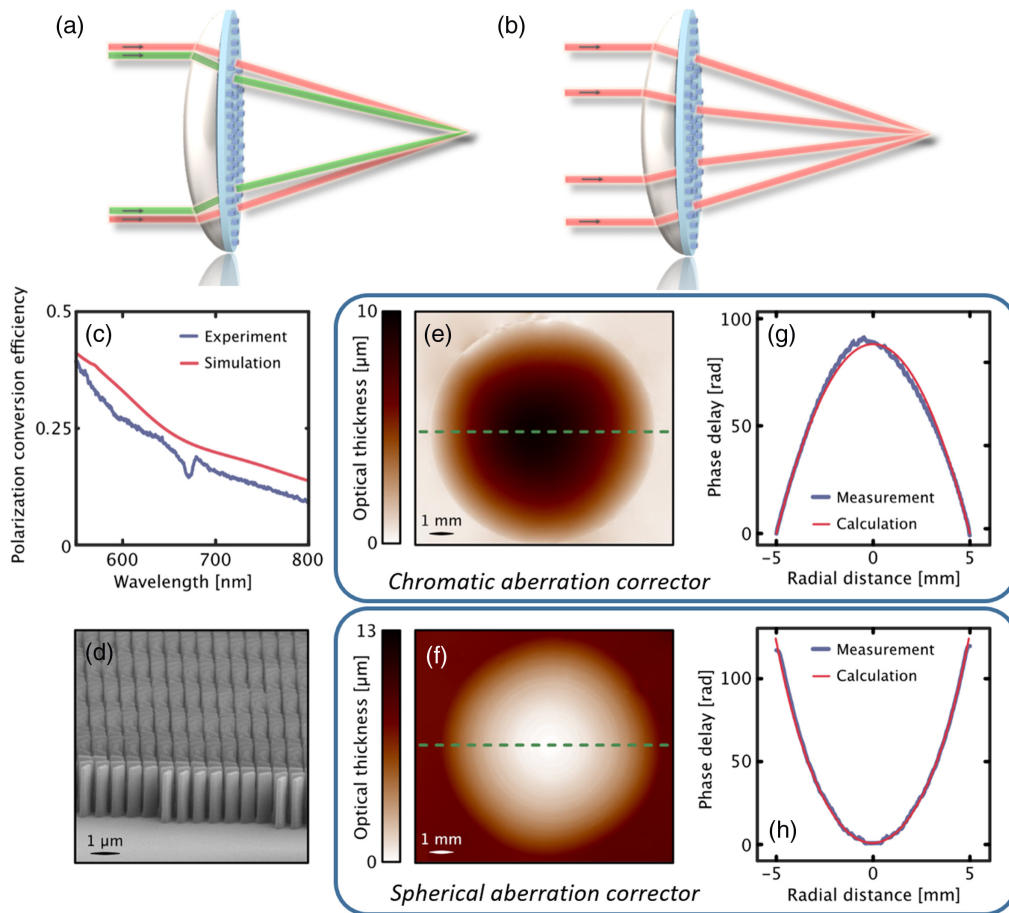 (a)
(b)
(c)
Polarization conversion efficiency
0.5
0.25
0
Experiment
Simulation
600
700
800
Wavelength [nm]
(d)
1 µm
(e)
Optical thickness [µm]
10
0
1 mm
Chromatic aberration corrector
(g)
Phase delay [rad]
100
50
0
Measurement
Calculation
-5
0
5
Radial distance [mm]
(f)
Optical thickness [µm]
13
0
1 mm
Spherical aberration corrector
(h)
Phase delay [rad]
100
50
0
Measurement
Calculation
-5
0
5
Radial distance [mm]